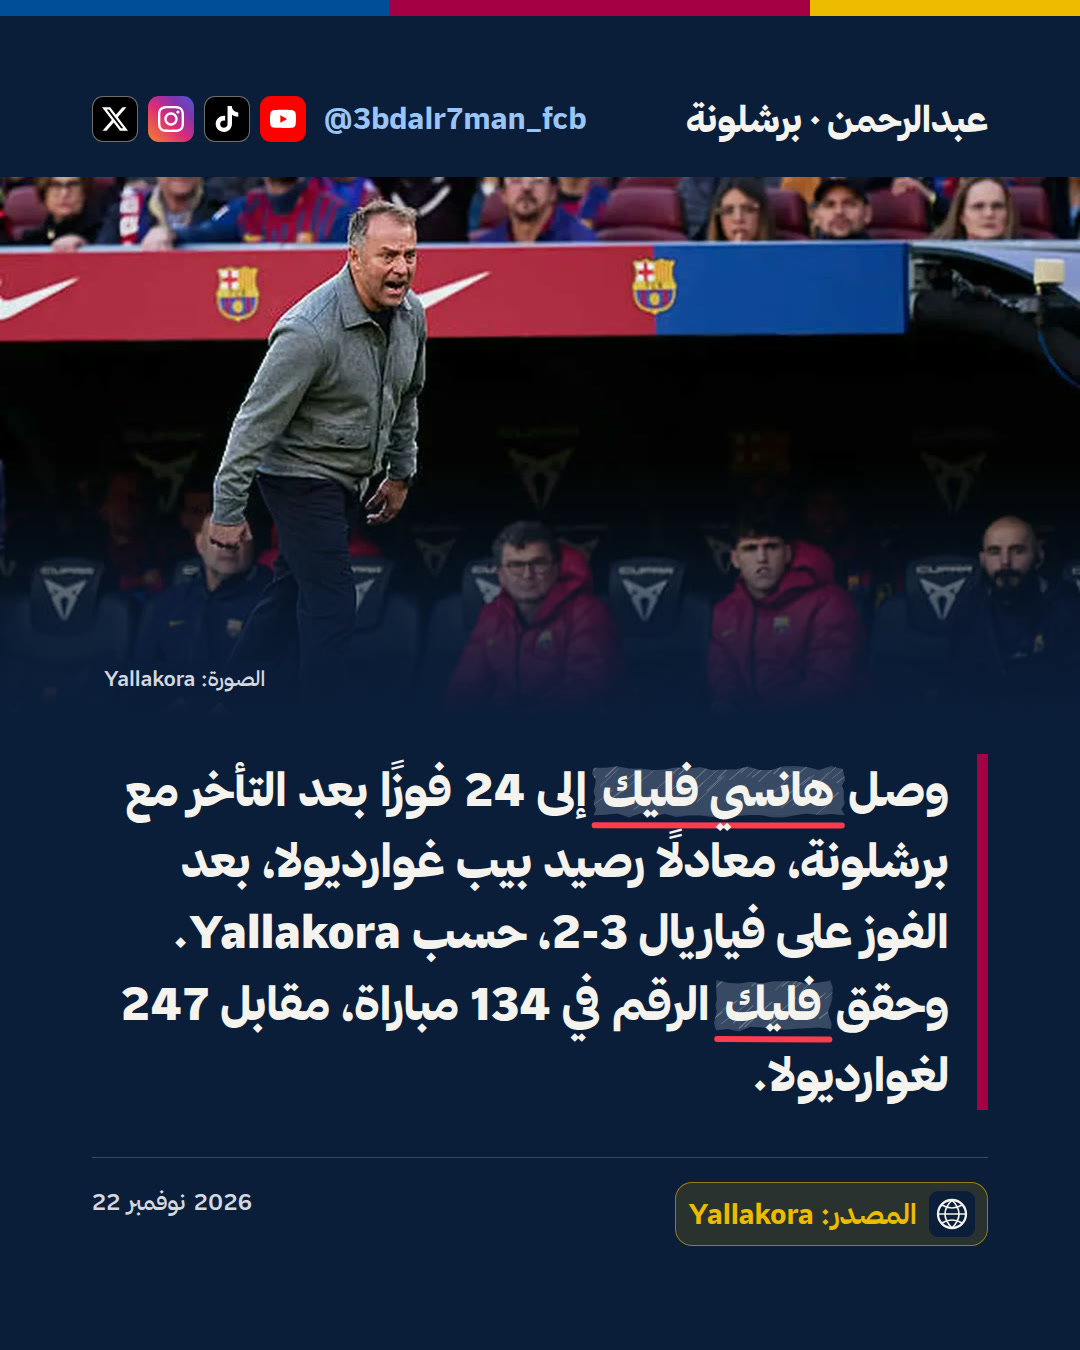 عبدالرحمن · برشلونة
@3bdalr7man_fcb
الصورة: Yallakora
وصل هانسي فليك إلى 24 فوزًا بعد التأخر مع
برشلونة، معادلًا رصيد بيب غوارديولا، بعد
الفوز على فياريال 3-2، حسب Yallakora.
وحقق فليك الرقم في 134 مباراة، مقابل 247
لغوارديولا.
المصدر: Yallakora
22 نوفمبر 2026